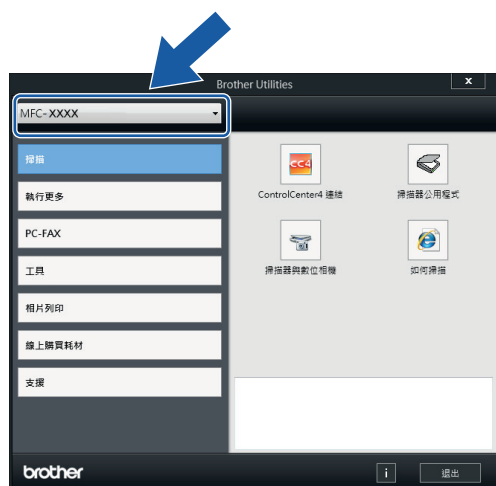 Brother Utilities
x
MFC-XXXX
掃描
執行更多
PC-FAX
工具
相片列印
線上購買耗材
支援
CC4
ControlCenter4 連結
掃描器公用程式
掃描器與數位相機
如何掃描
brother
i
退出